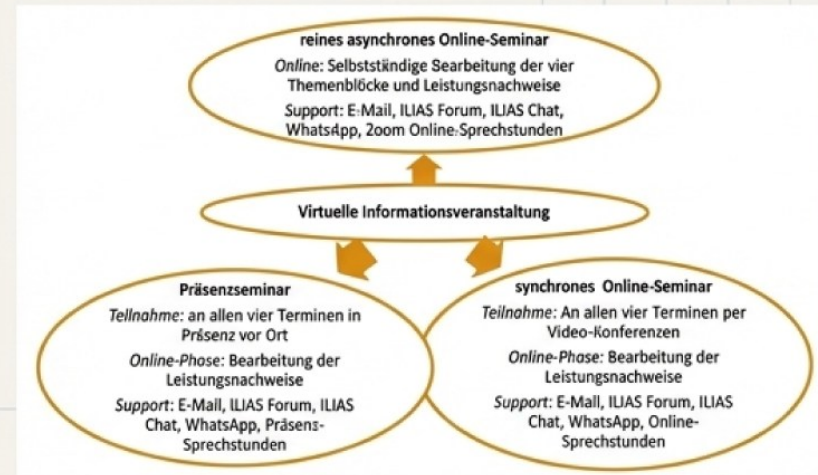 reines asynchrones Online-Seminar
Online: Selbstständige Searbeitung der vier
Themenblöcke und Leistungsnachweise
Support: E-Mail, ILIAS Forum, ILIAS Chat,
WhatsApp, 2oom Online-Sprechstunden
Virtuelle Informationsveranstaltung
Präsenzseminar
Teilnahme: an allen vier Terminen in
Präsenz vor Ort
Online-Phase: Bearbeitung der
Leistungsnachweise
Support: E-Mail, ILIAS Forum, ILIAS
Chat, WhatsApp, Präsens-
Sprechstunden
synchrones Online-Seminar
Teilnahme: An allen vier Terminen per
Video-Konferenzen
Online-Phase: Bearbeitung der
Leistungsnachweise
Support: E-Mail, ILIAS Forum, ILIAS
Chat, WhatsApp, Online-
Sprechstunden